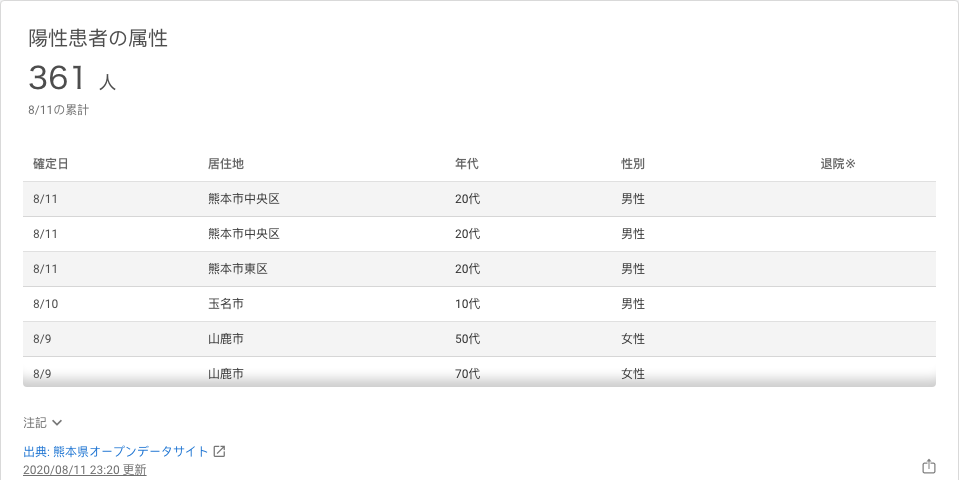 陽性患者の属性
361 人
8/11の累計
確定日 居住地 年代 性別 退院※
8/11 熊本市中央区 20代 男性
8/11 熊本市中央区 20代 男性
8/11 熊本市東区 20代 男性
8/10 玉名市 10代 男性
8/9 山鹿市 50代 女性
8/9 山鹿市 70代 女性
注記
出典: 熊本県オープンデータサイト
2020/08/11 23:20 更新